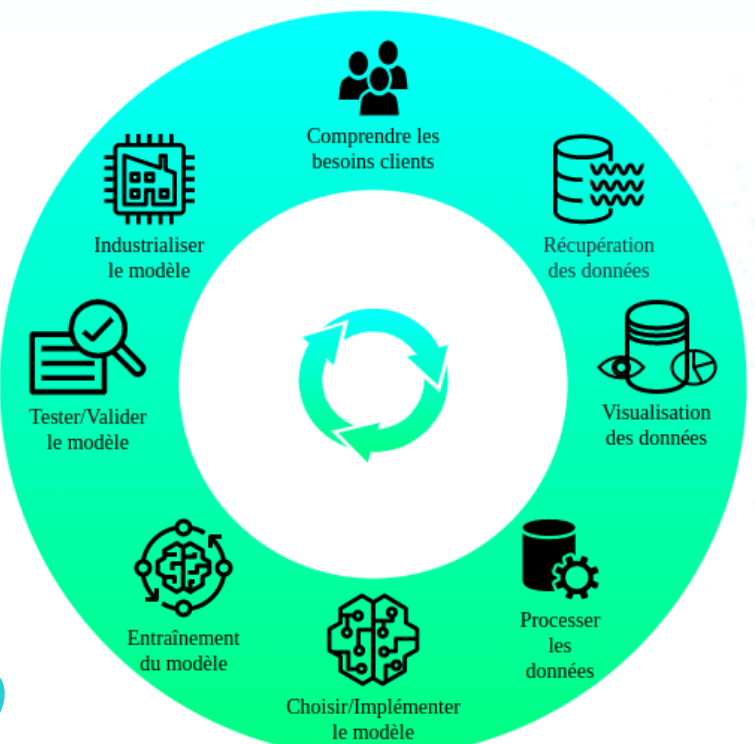 Comprendre les
besoins clients
Récupération
des données
Visualisation
des données
Processer
les
données
Choisir/Implémenter
le modèle
Entraînement
du modèle
Tester/Valider
le modèle
Industrialiser
le modèle